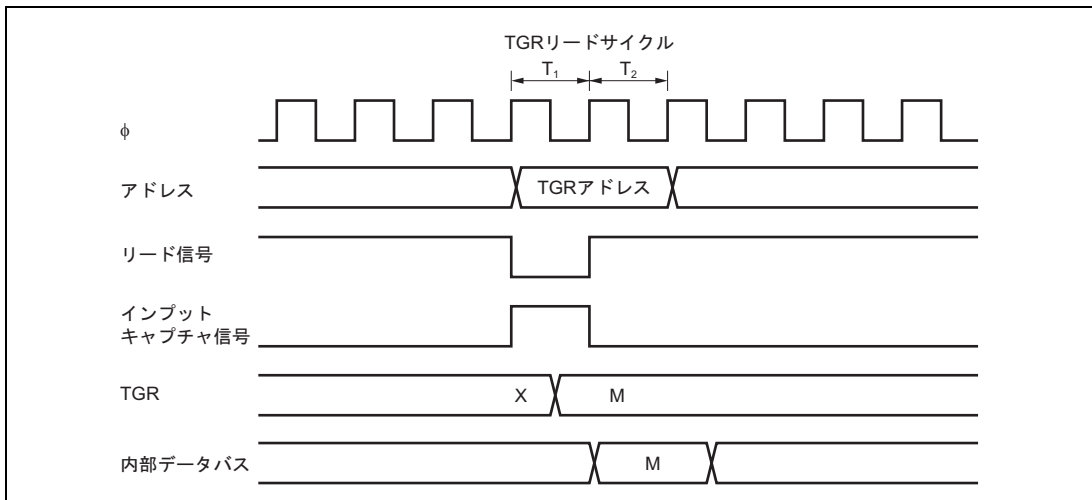 TGRリードサイクル
T1 T2
φ
アドレス TGRアドレス
リード信号
インプット
キャプチャ信号
TGR X M
内部データバス M